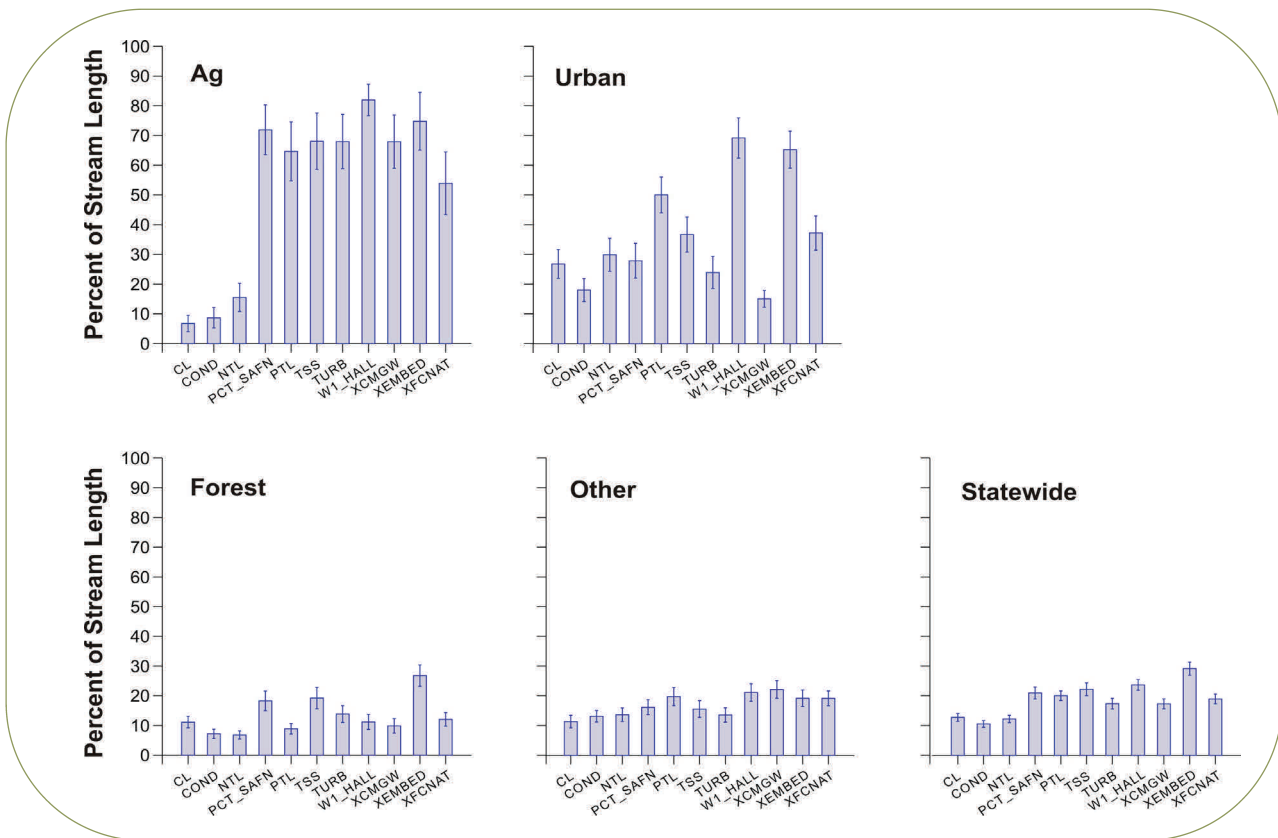 Percent of Stream Length
100
90
80
70
60
50
40
30
20
10
0
Ag
CL
COND
NTL
PCT_SAFN
PTL
TSS
TURB
W1_HALL
XCMGW
XEMBED
XFCNAT
Urban
CL
COND
NTL
PCT_SAFN
PTL
TSS
TURB
W1_HALL
XCMGW
XEMBED
XFCNAT
Percent of Stream Length
100
90
80
70
60
50
40
30
20
10
0
Forest
CL
COND
NTL
PCT_SAFN
PTL
TSS
TURB
W1_HALL
XCMGW
XEMBED
XFCNAT
Other
CL
COND
NTL
PCT_SAFN
PTL
TSS
TURB
W1_HALL
XCMGW
XEMBED
XFCNAT
Statewide
CL
COND
NTL
PCT_SAFN
PTL
TSS
TURB
W1_HALL
XCMGW
XEMBED
XFCNAT